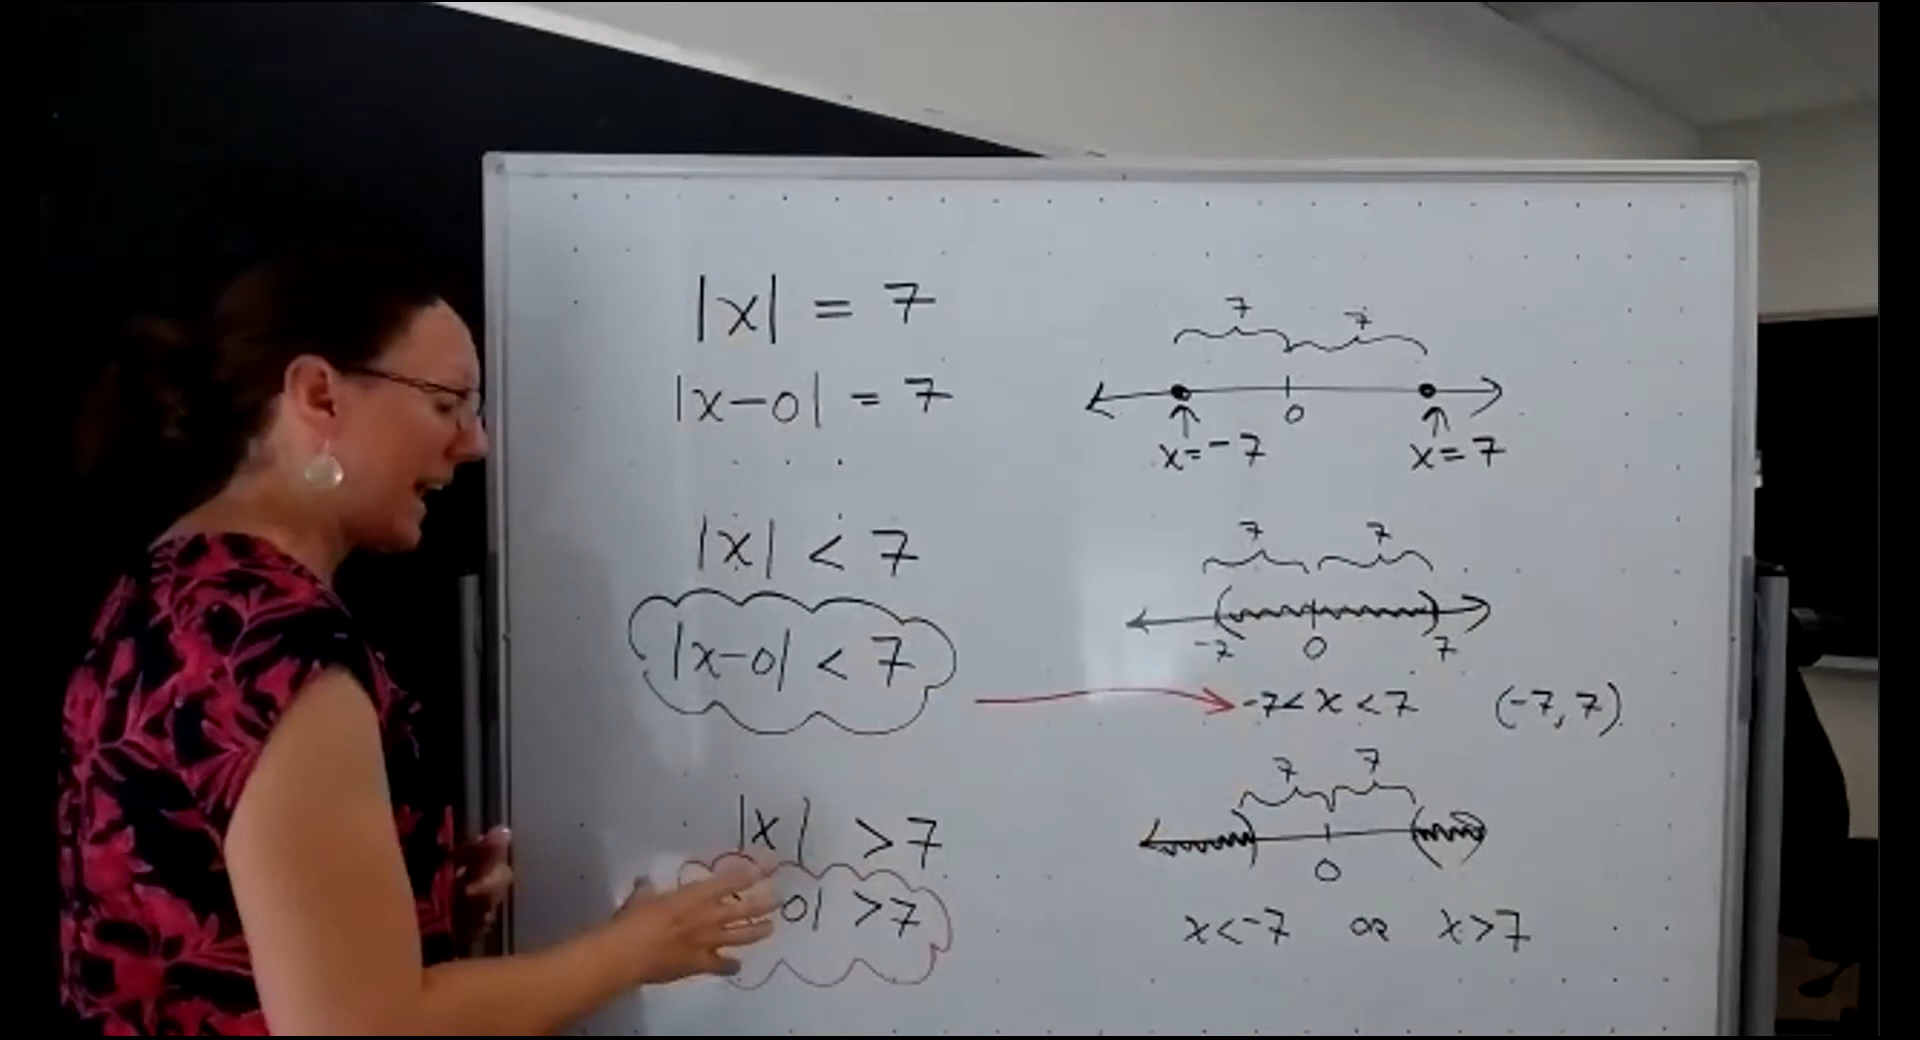 |x| = 7
|x-0| = 7
7 7
0
x=-7 x=7
|x| < 7
|x-0| < 7
7 7
-7 0 7
-7<x<7 (-7,7)
|x| >7
0| >7
7 7
0
x<-7 or x>7